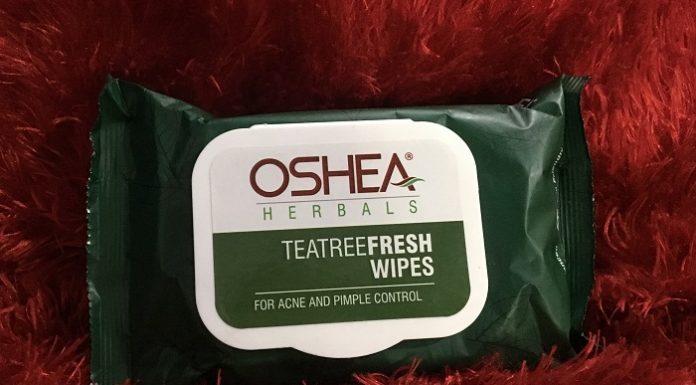 OSHEA®
HERBALS
TEATREEFRESH
WIPES
FOR ACNE AND PIMPLE CONTROL